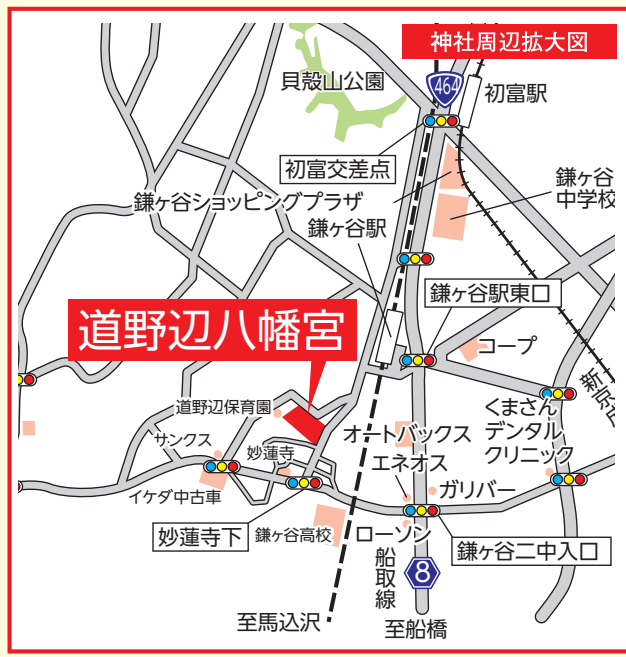 神社周辺拡大図
貝殻山公園
464
初富駅
初富交差点
鎌ヶ谷ショッピングプラザ
鎌ヶ谷
中学校
鎌ヶ谷駅
鎌ヶ谷駅東口
道野辺八幡宮
コープ
新京成
道野辺保育園
オートバックス
くまさん
デンタル
クリニック
サンクス
妙蓮寺
エネオス
ガリバー
イケダ中古車
妙蓮寺下
鎌ヶ谷高校
ローソン
鎌ヶ谷二中入口
船取線
8
至馬込沢
至船橋